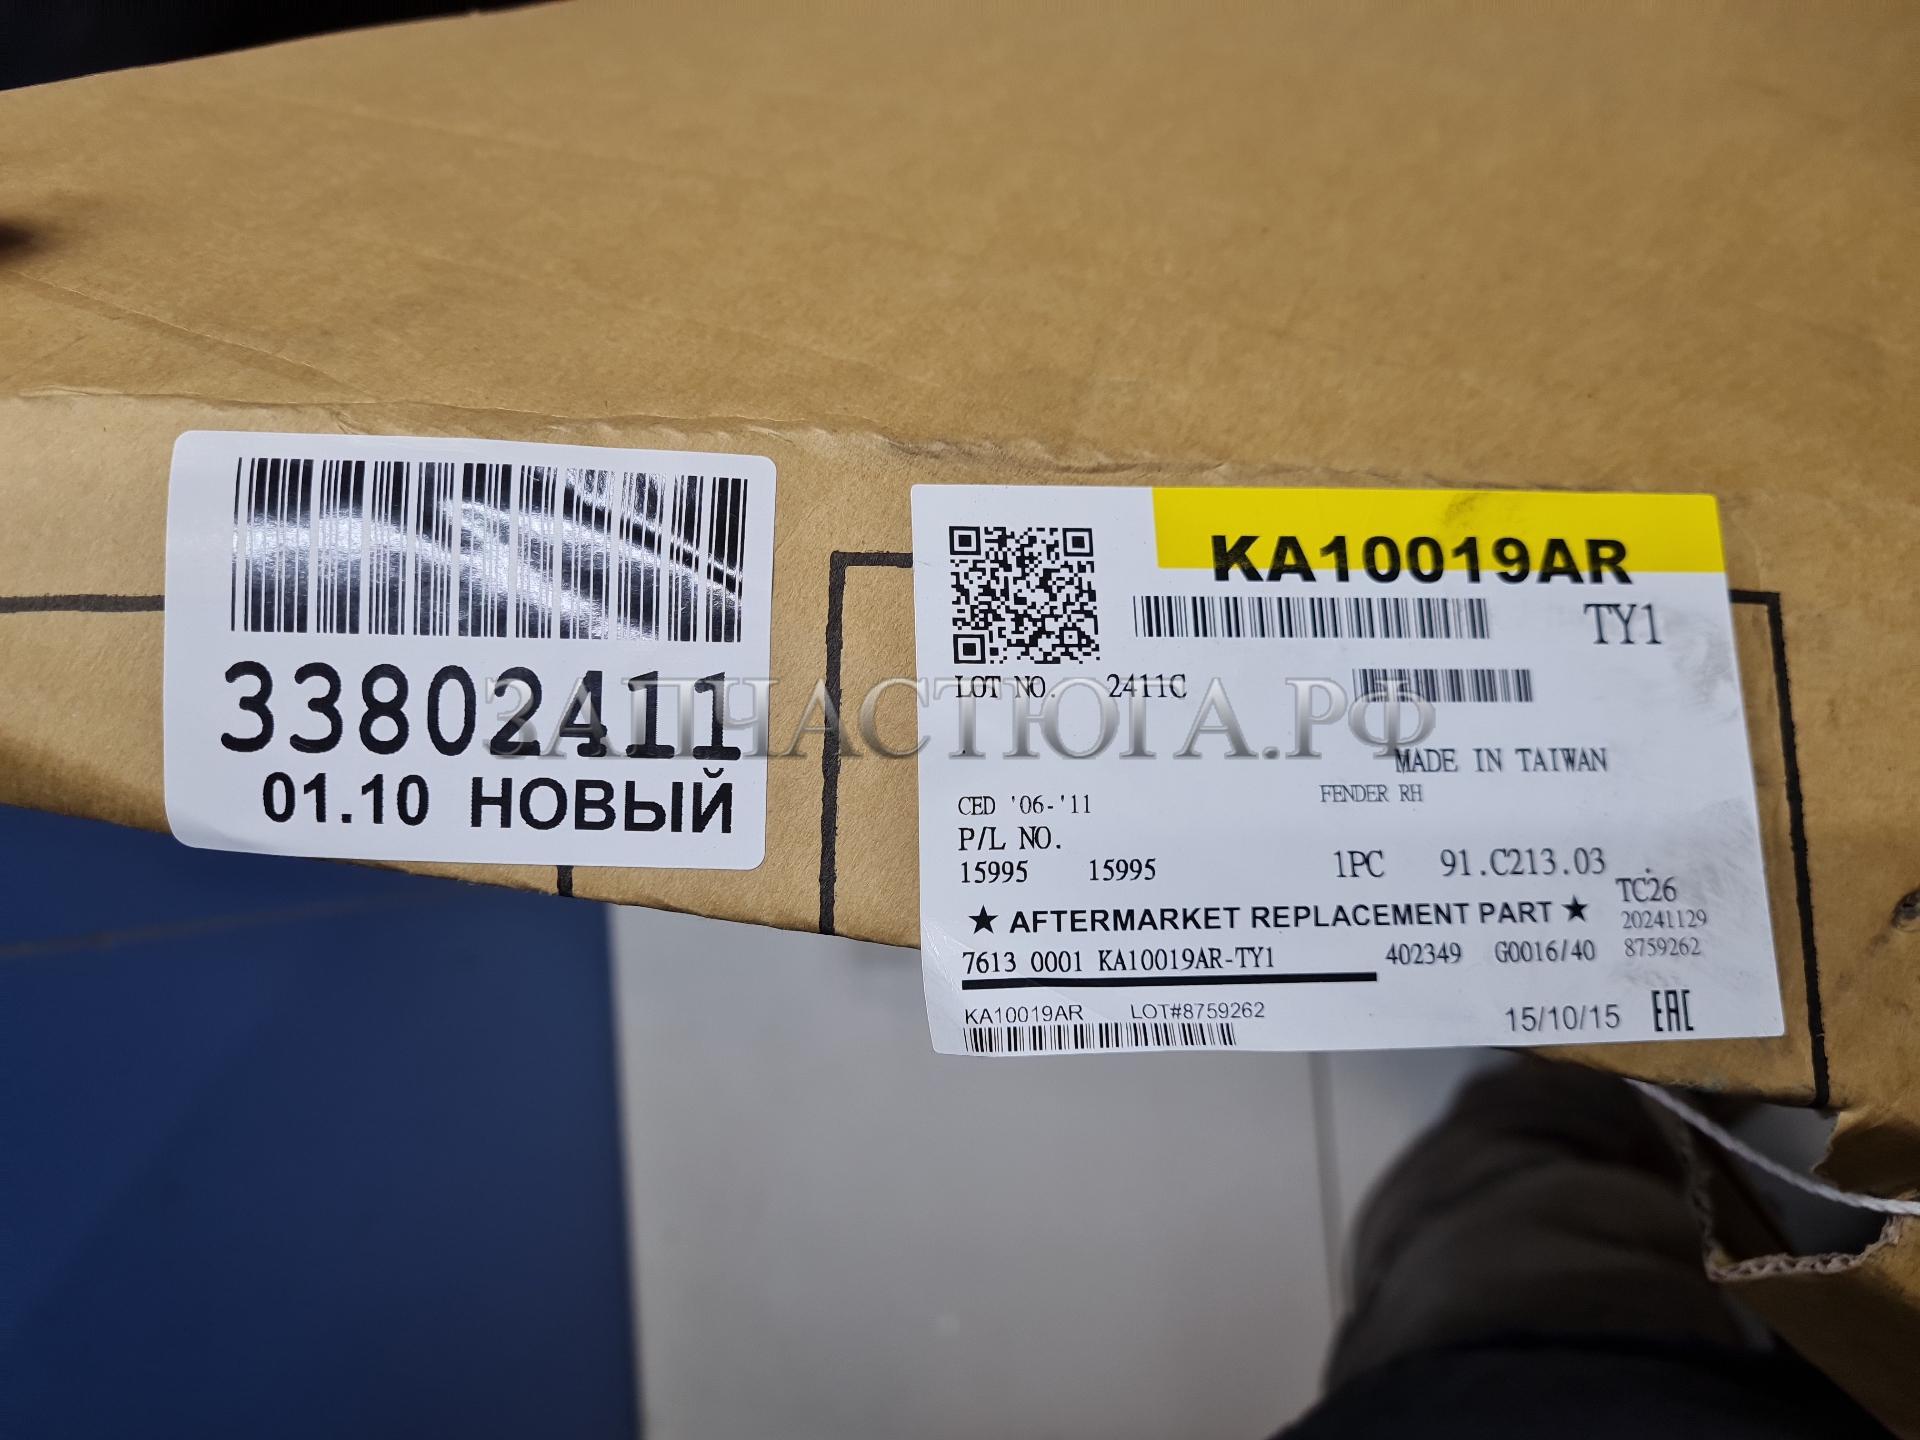 33802411
01.10 НОВЫЙ
ЗАПЧАСТЮГА.РФ
KA10019AR
TY1
LOT NO. 2411C
MADE IN TAIWAN
FENDER RH
CED '06-'11
P/L NO.
15995 15995 1PC 91.C213.03
TC26
★ AFTERMARKET REPLACEMENT PART ★
20241129
7613 0001 KA10019AR-TY1 402349 G0016/40 8759262
KA10019AR LOT#8759262
15/10/15 EAC